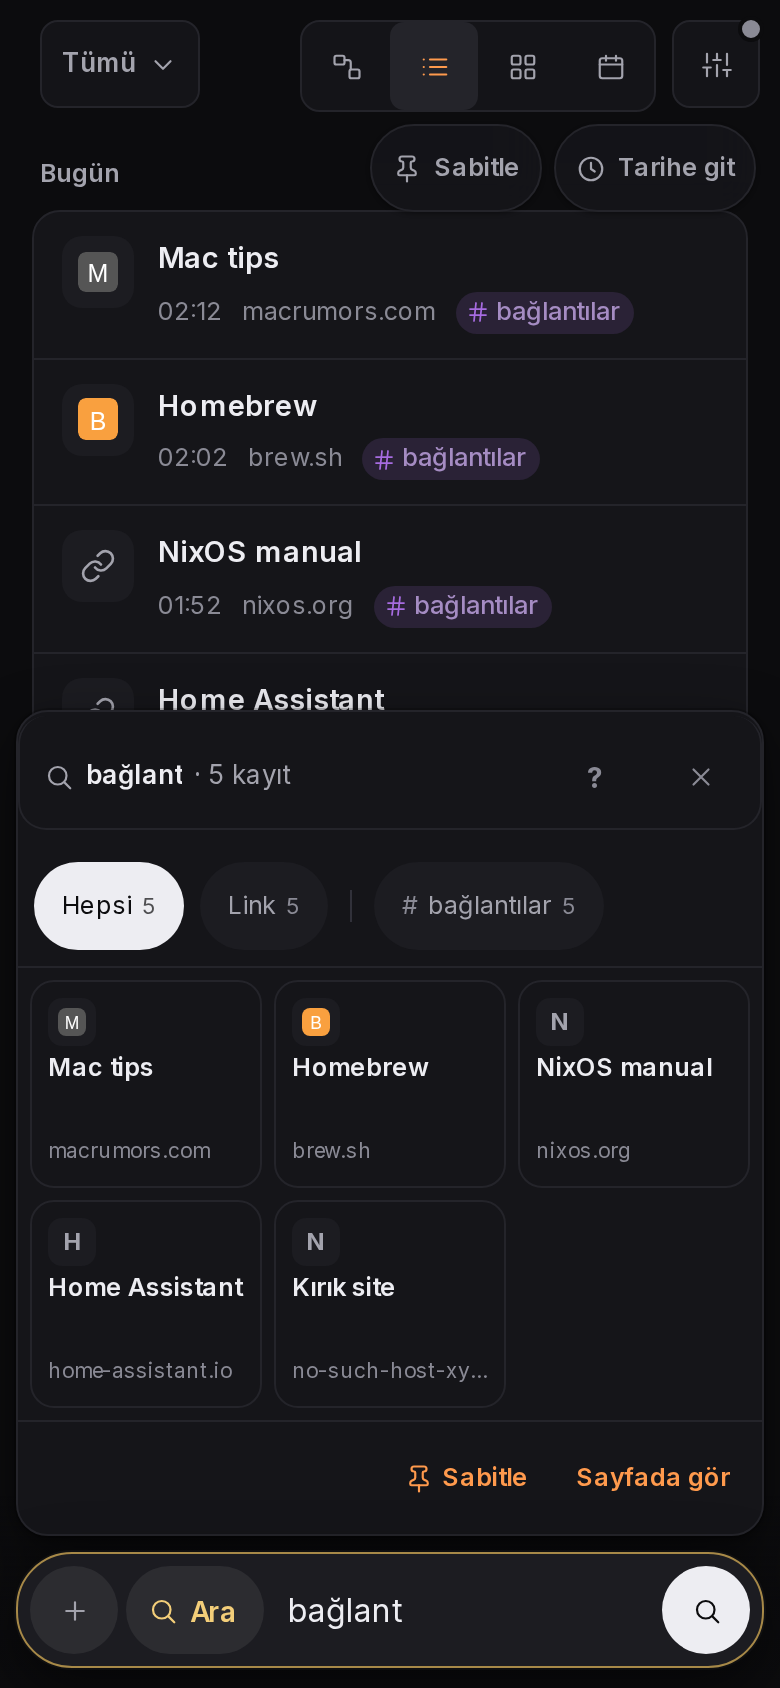 Tümü
Bugün
Sabitle
Tarihe git
M
Mac tips
02:12 macrumors.com # bağlantılar
B
Homebrew
02:02 brew.sh # bağlantılar
NixOS manual
01:52 nixos.org # bağlantılar
Home Assistant
bağlant · 5 kayıt ?
Hepsi 5 Link 5 # bağlantılar 5
M
Mac tips
macrumors.com
B
Homebrew
brew.sh
N
NixOS manual
nixos.org
H
Home Assistant
home-assistant.io
N
Kırık site
no-such-host-xy...
Sabitle Sayfada gör
Ara bağlant